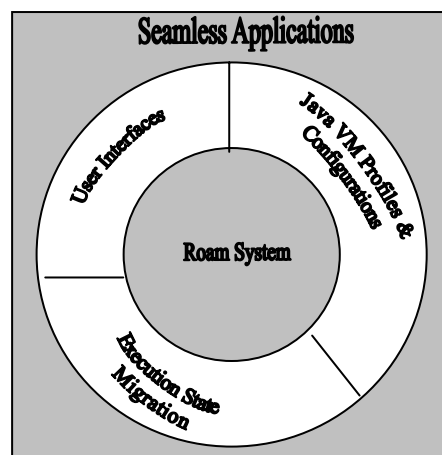 Seamless Applications
User Interfaces
Java VM Profiles &
Configurations
Roam System
Execution State
Migration